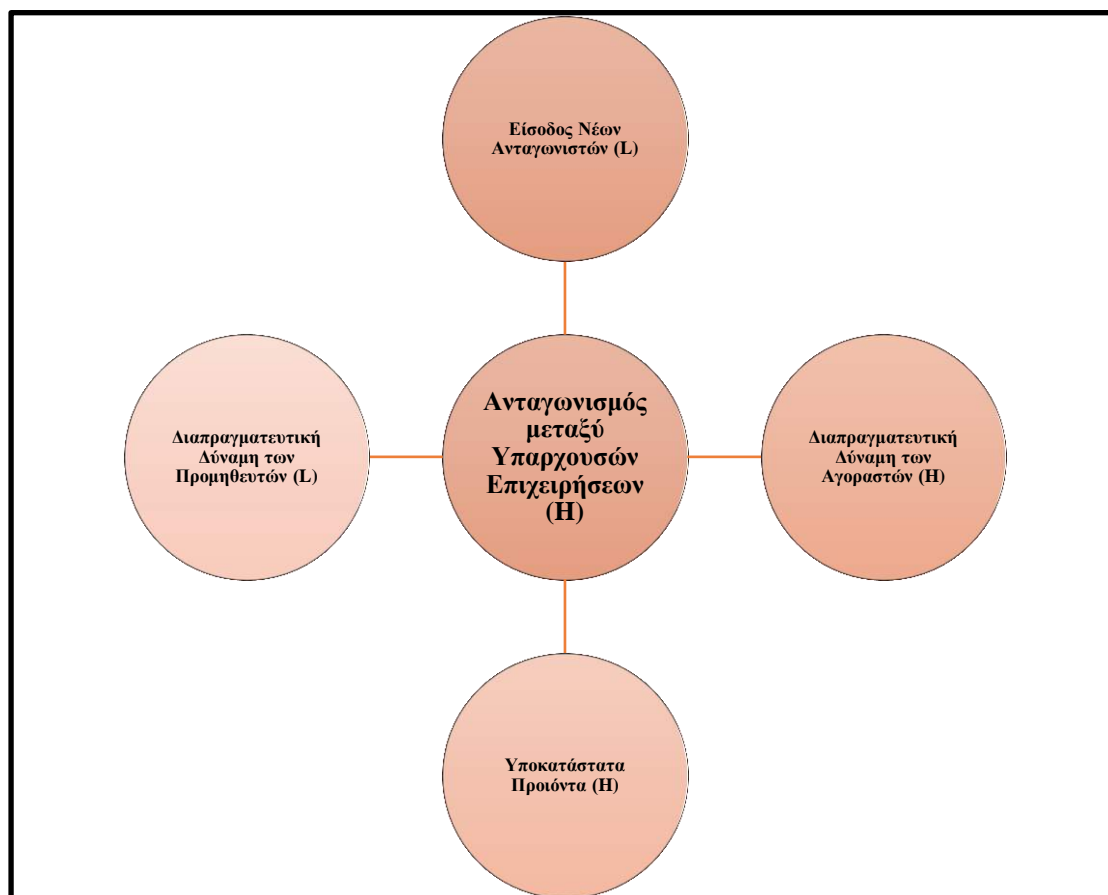 Είσοδος Νέων
Ανταγωνιστών (L)
Διαπραγματευτική
Δύναμη των
Προμηθευτών (L)
Ανταγωνισμός
μεταξύ
Υπαρχουσών
Επιχειρήσεων
(H)
Διαπραγματευτική
Δύναμη των
Αγοραστών (H)
Υποκατάστατα
Προιόντα (H)